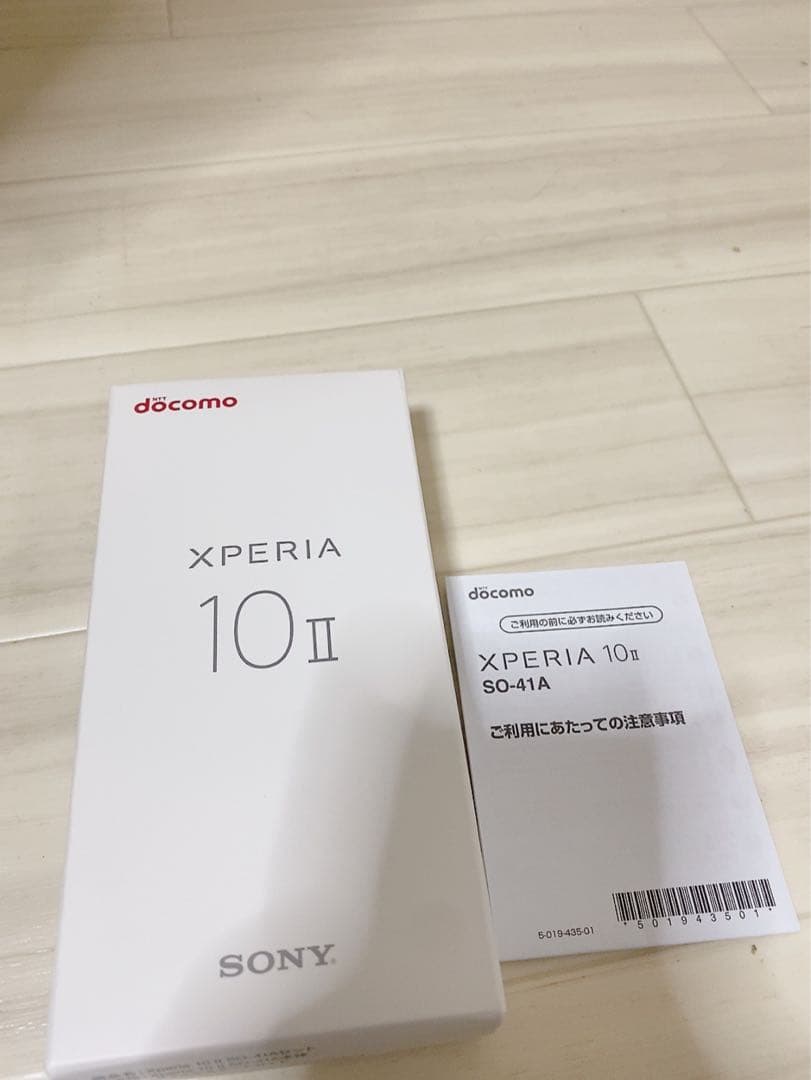 NTT
docomo
XPERIA
10 II
SONY
NTT
docomo
ご利用の前に必ずお読みください
XPERIA 10 II
SO-41A
ご利用にあたっての注意事項
*501943501*
5-019-435-01